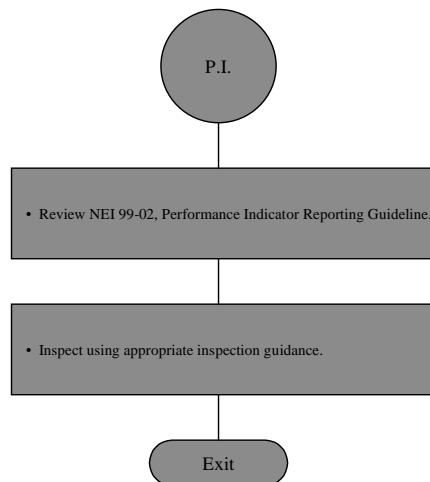 P.I.
• Review NEI 99-02, Performance Indicator Reporting Guideline.
• Inspect using appropriate inspection guidance.
Exit